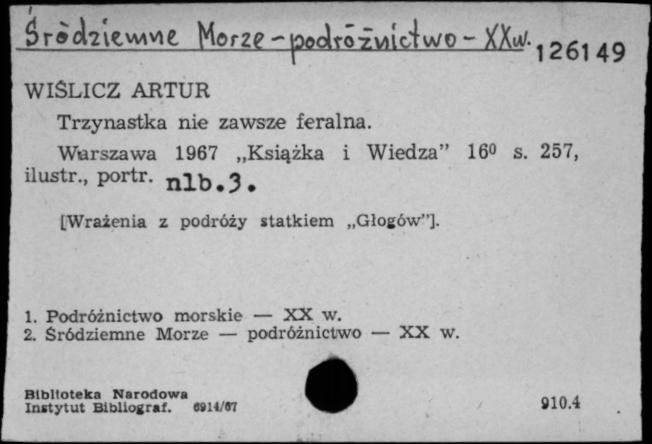 Śródziemne Morze - podróżnictwo - XXw.
126149
WIŚLICZ ARTUR
Trzynastka nie zawsze feralna.
Warszawa 1967 „Książka i Wiedza” 16⁰ s. 257,
ilustr., portr. nlb.3.
[Wrażenia z podróży statkiem „Głogów”].
1. Podróżnictwo morskie — XX w.
2. Śródziemne Morze — podróżnictwo — XX w.
Biblioteka Narodowa
Instytut Bibliograf. 6914/67
910.4